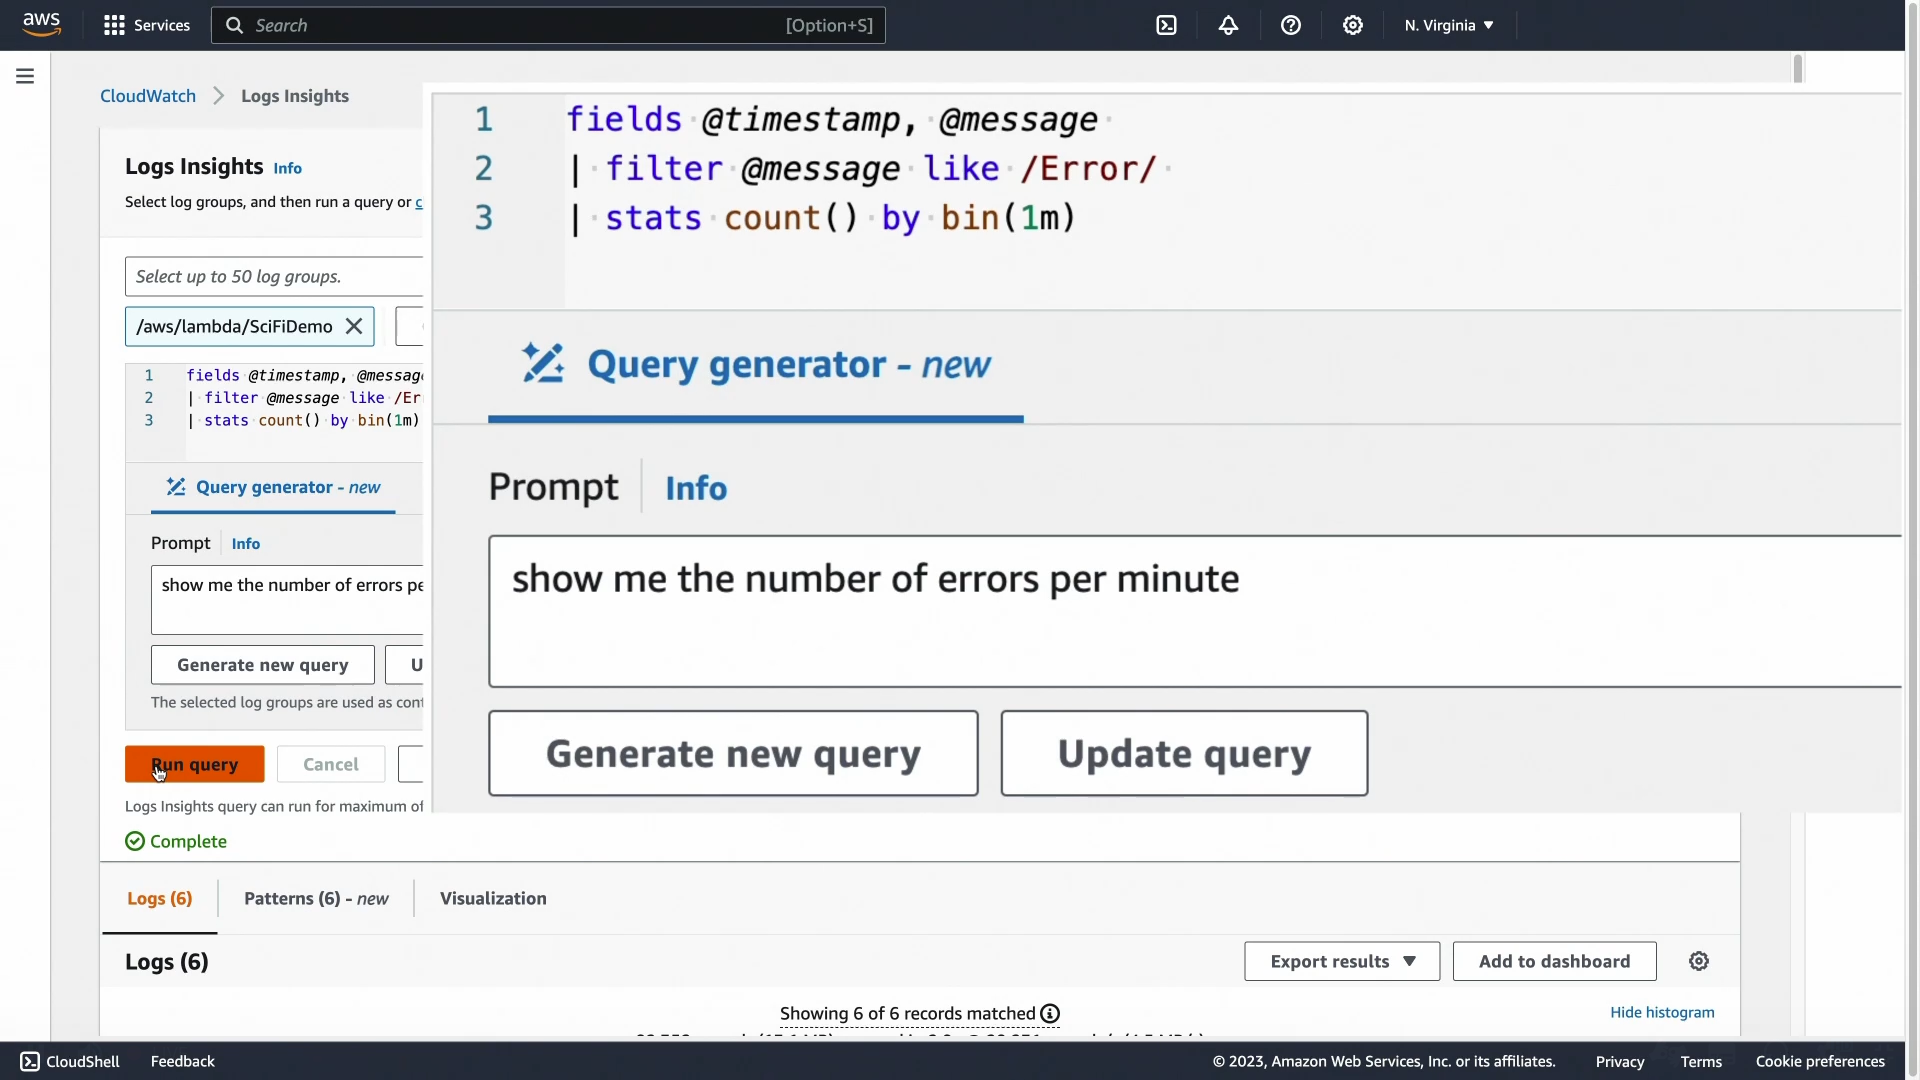 aws
Services
Search [Option+S]
N. Virginia
CloudWatch Logs Insights
Logs Insights Info
Select log groups, and then run a query or c
Select up to 50 log groups.
/aws/lambda/SciFiDemo
1 fields @timestamp, @messag
2 | filter @message like /Er
3 | stats count() by bin(1m)
Query generator - new
Prompt Info
show me the number of errors pe
Generate new query U
The selected log groups are used as con
Run query Cancel
Logs Insights query can run for maximum of
Complete
1 fields @timestamp, @message
2 | filter @message like /Error/
3 | stats count() by bin(1m)
Query generator - new
Prompt Info
show me the number of errors per minute
Generate new query Update query
Logs (6) Patterns (6) - new Visualization
Logs (6) Export results Add to dashboard
Showing 6 of 6 records matched
Hide histogram
CloudShell Feedback © 2023, Amazon Web Services, Inc. or its affiliates. Privacy Terms Cookie preferences